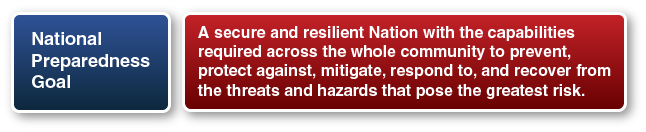 National
Preparedness
Goal
A secure and resilient Nation with the capabilities
required across the whole community to prevent,
protect against, mitigate, respond to, and recover from
the threats and hazards that pose the greatest risk.